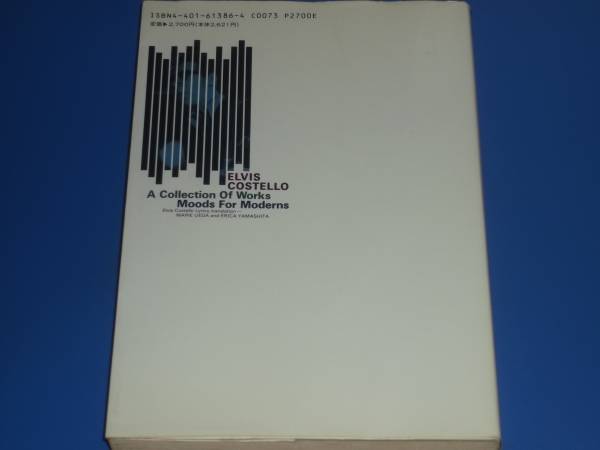 ISBN4-401-61386-4 C0073 P2700E
定価▶2,700円(本体2,621円)
ELVIS
COSTELLO
A Collection Of Works
Moods For Moderns
Elvis Costello Lyrics translation—
MARIE UEDA and ERICA YAMASHITA